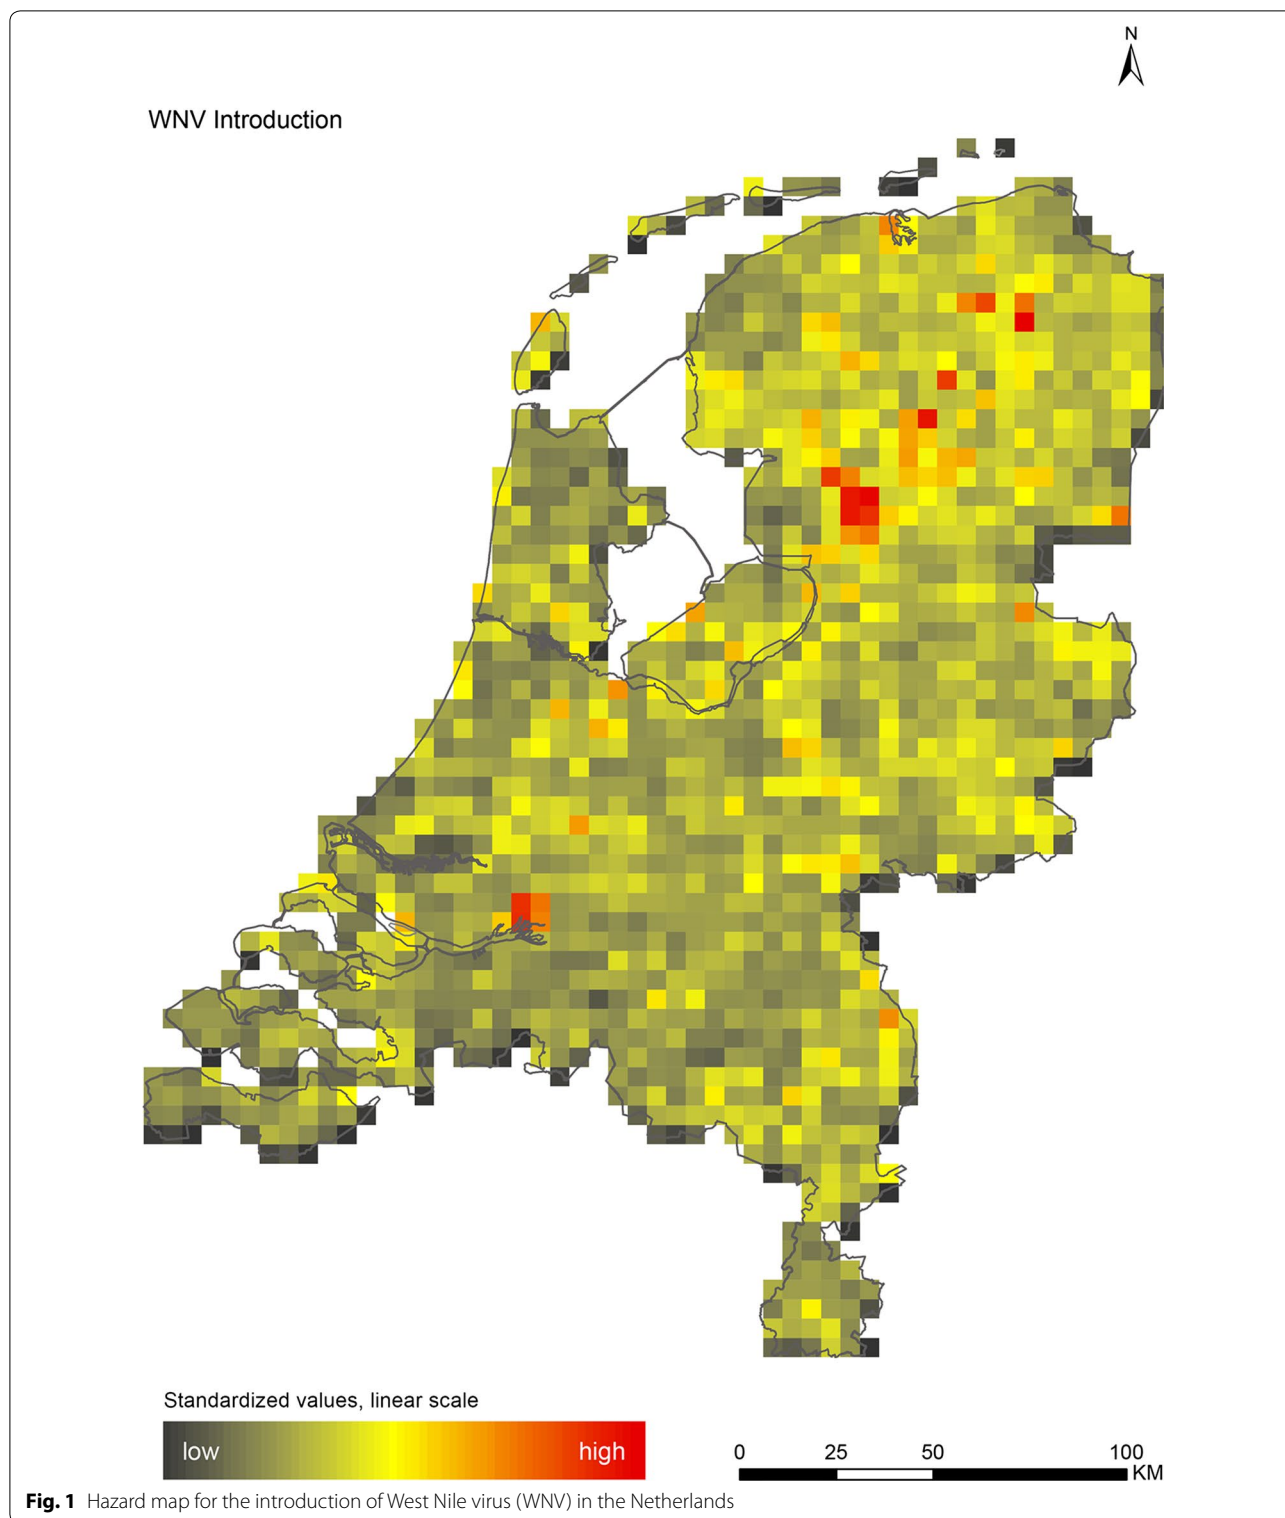 N
WNV Introduction
Standardized values, linear scale
low high
0 25 50 100
KM
Fig. 1 Hazard map for the introduction of West Nile virus (WNV) in the Netherlands